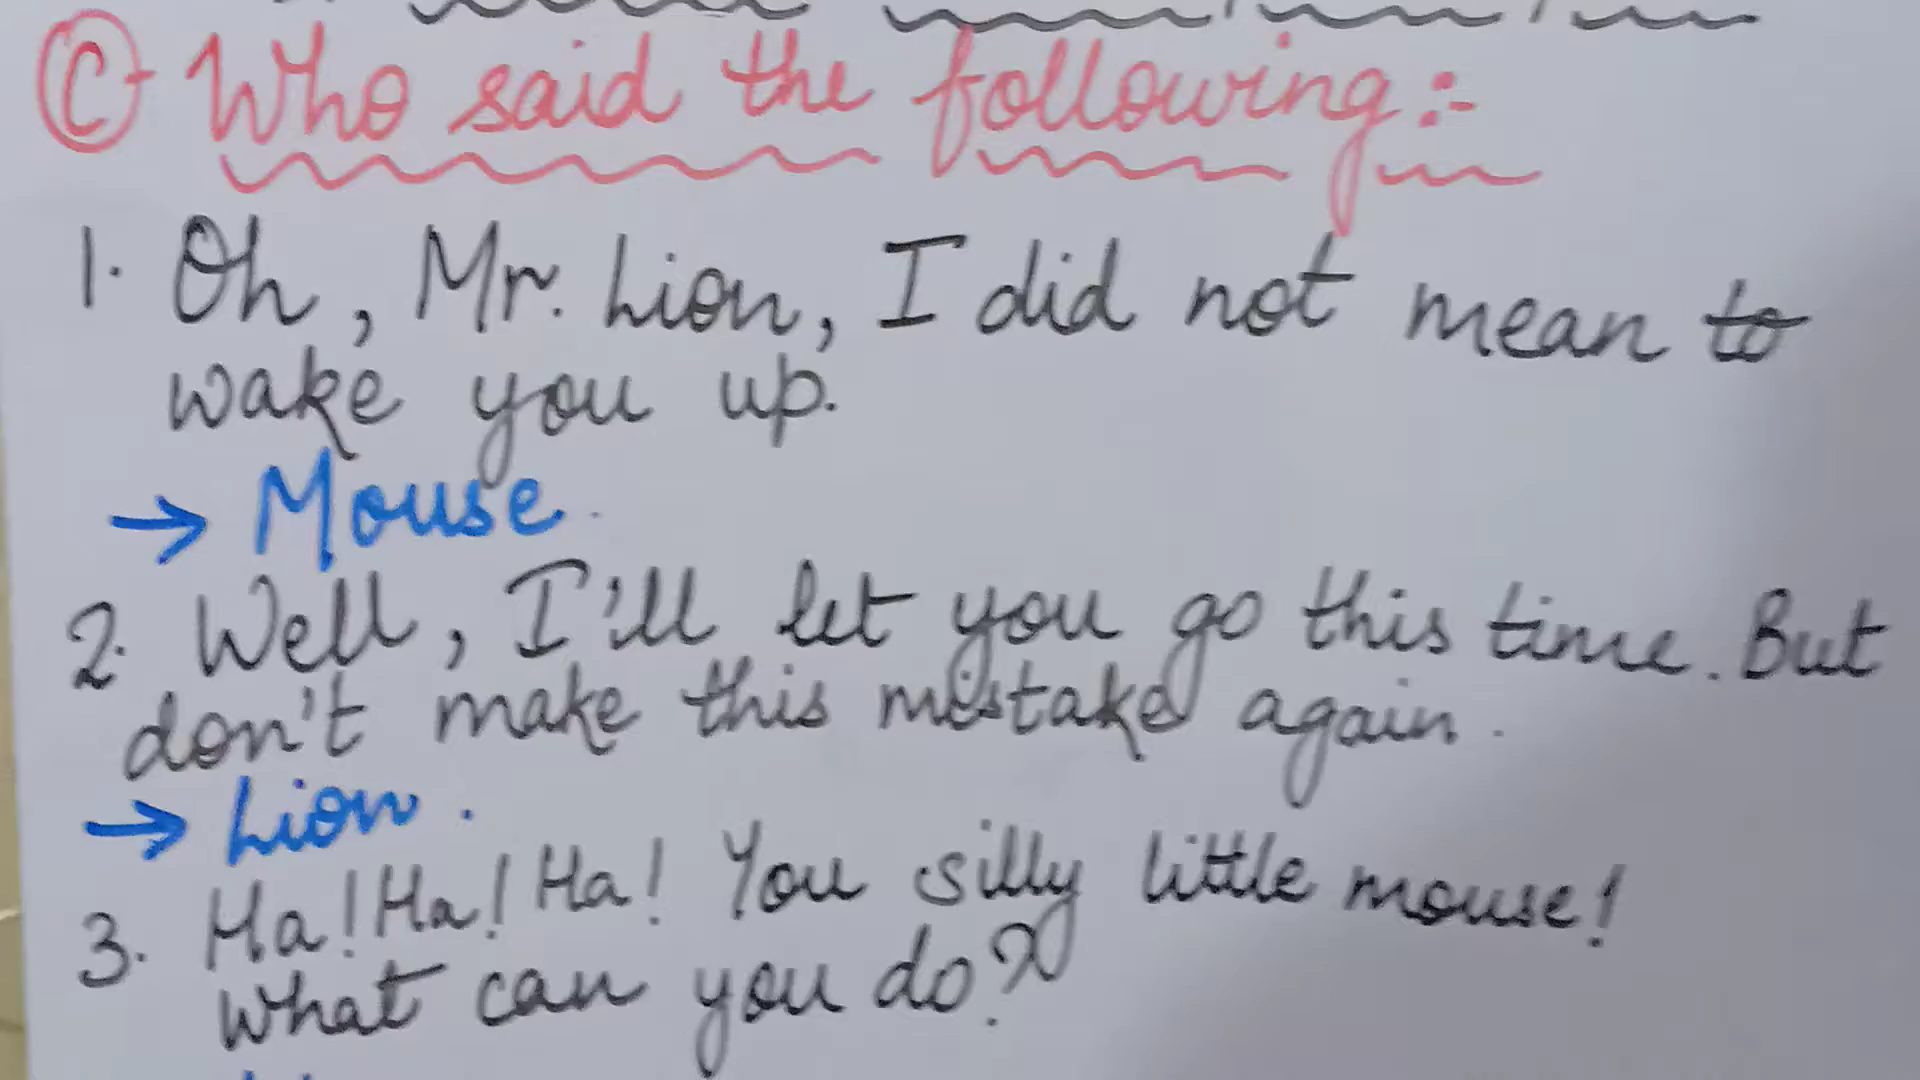 C Who said the following:-
1. Oh, Mr. Lion, I did not mean to
wake you up.
→ Mouse.
2. Well, I'll let you go this time. But
don't make this mistake again.
→ Lion.
3. Ha! Ha! Ha! You silly little mouse!
What can you do?